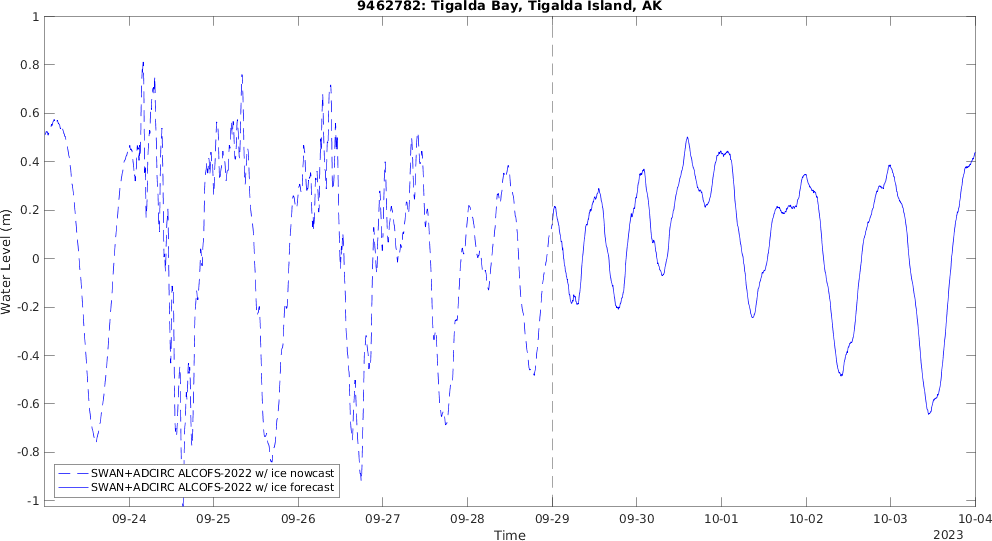 9462782: Tigalda Bay, Tigalda Island, AK
1
0.8
0.6
0.4
0.2
0
-0.2
-0.4
-0.6
-0.8
-1
Water Level (m)
SWAN+ADCIRC ALCOFS-2022 w/ ice nowcast
SWAN+ADCIRC ALCOFS-2022 w/ ice forecast
09-24 09-25 09-26 09-27 09-28 09-29 09-30 10-01 10-02 10-03 10-04
Time
2023